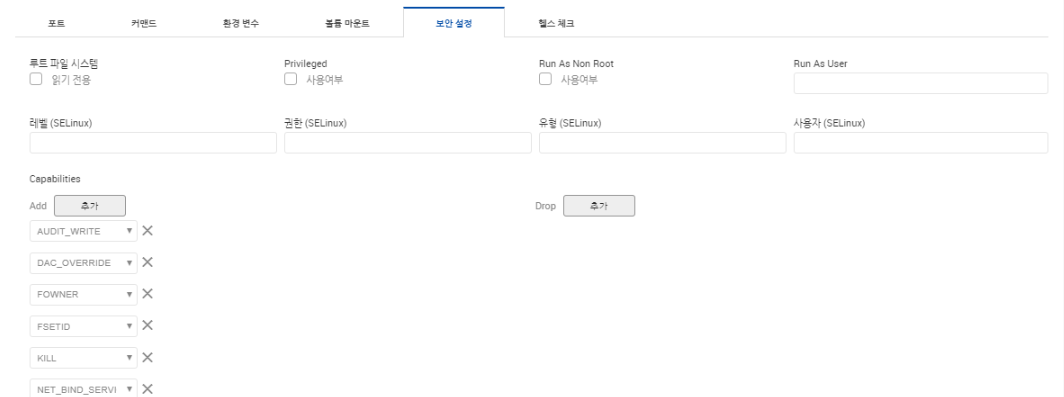 포트 커맨드 환경 변수 볼륨 마운트 보안 설정 헬스 체크
루트 파일 시스템 Privileged Run As Non Root Run As User
읽기 전용 사용여부 사용여부
레벨 (SELinux) 권한 (SELinux) 유형 (SELinux) 사용자 (SELinux)
Capabilities
Add 추가 Drop 추가
AUDIT_WRITE
DAC_OVERRIDE
FOWNER
FSETID
KILL
NET_BIND_SERVI